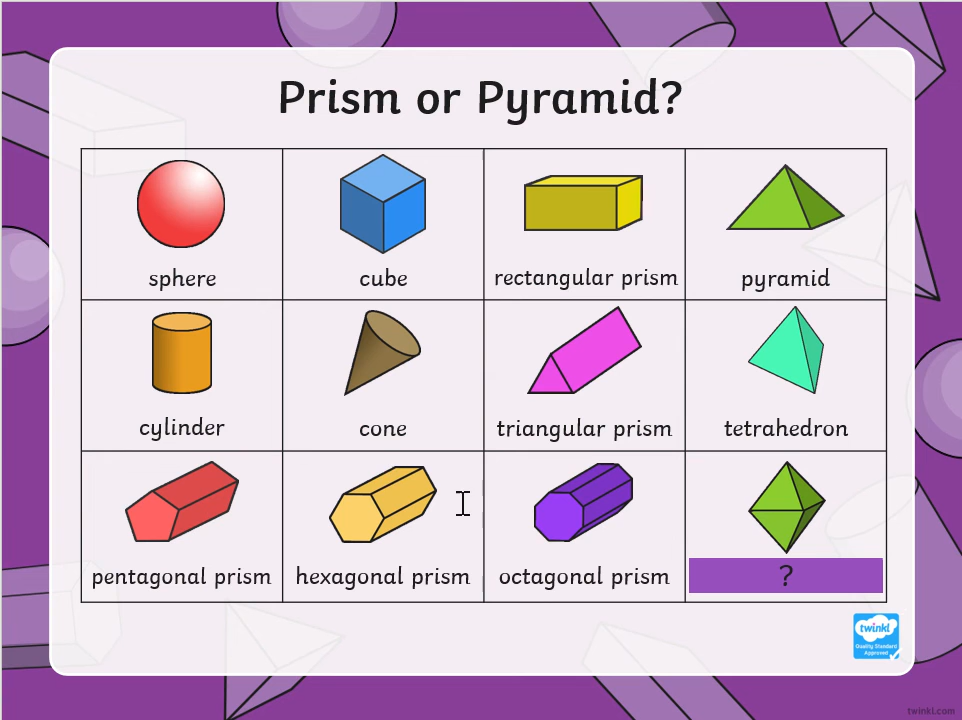 Prism or Pyramid?
sphere
cube
rectangular prism
pyramid
cylinder
cone
triangular prism
tetrahedron
pentagonal prism
hexagonal prism
octagonal prism
?
twinkl
Quality Standard
Approved
twinkl.com